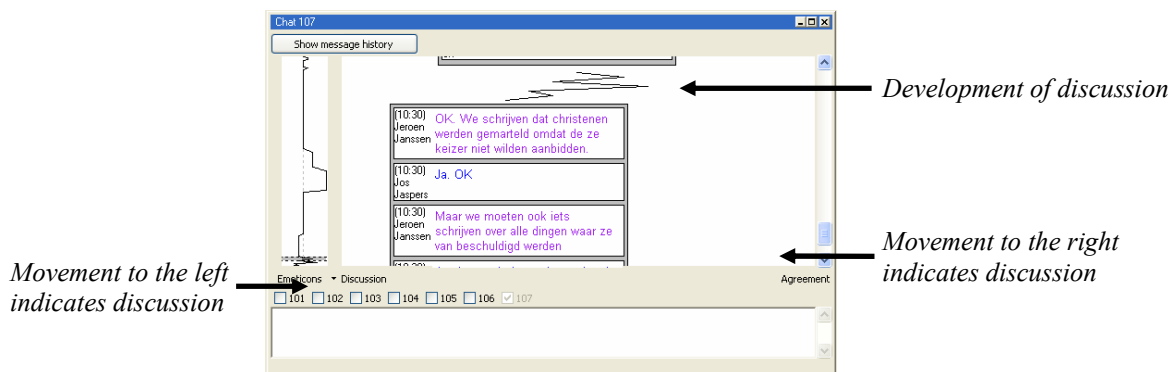 Chat 107
Show message history
Development of discussion
(10:30)
Jeroen
Janssen
OK. We schrijven dat christenen
werden gemarteld omdat de ze
keizer niet wilden aanbidden.
(10:30)
Jos
Jaspers
Ja. OK
(10:30)
Jeroen
Janssen
Maar we moeten ook iets
schrijven over alle dingen waar ze
van beschuldigd werden
Movement to the right
indicates discussion
Movement to the left
indicates discussion
Emoticons
Discussion
Agreement
101 102 103 104 105 106 107